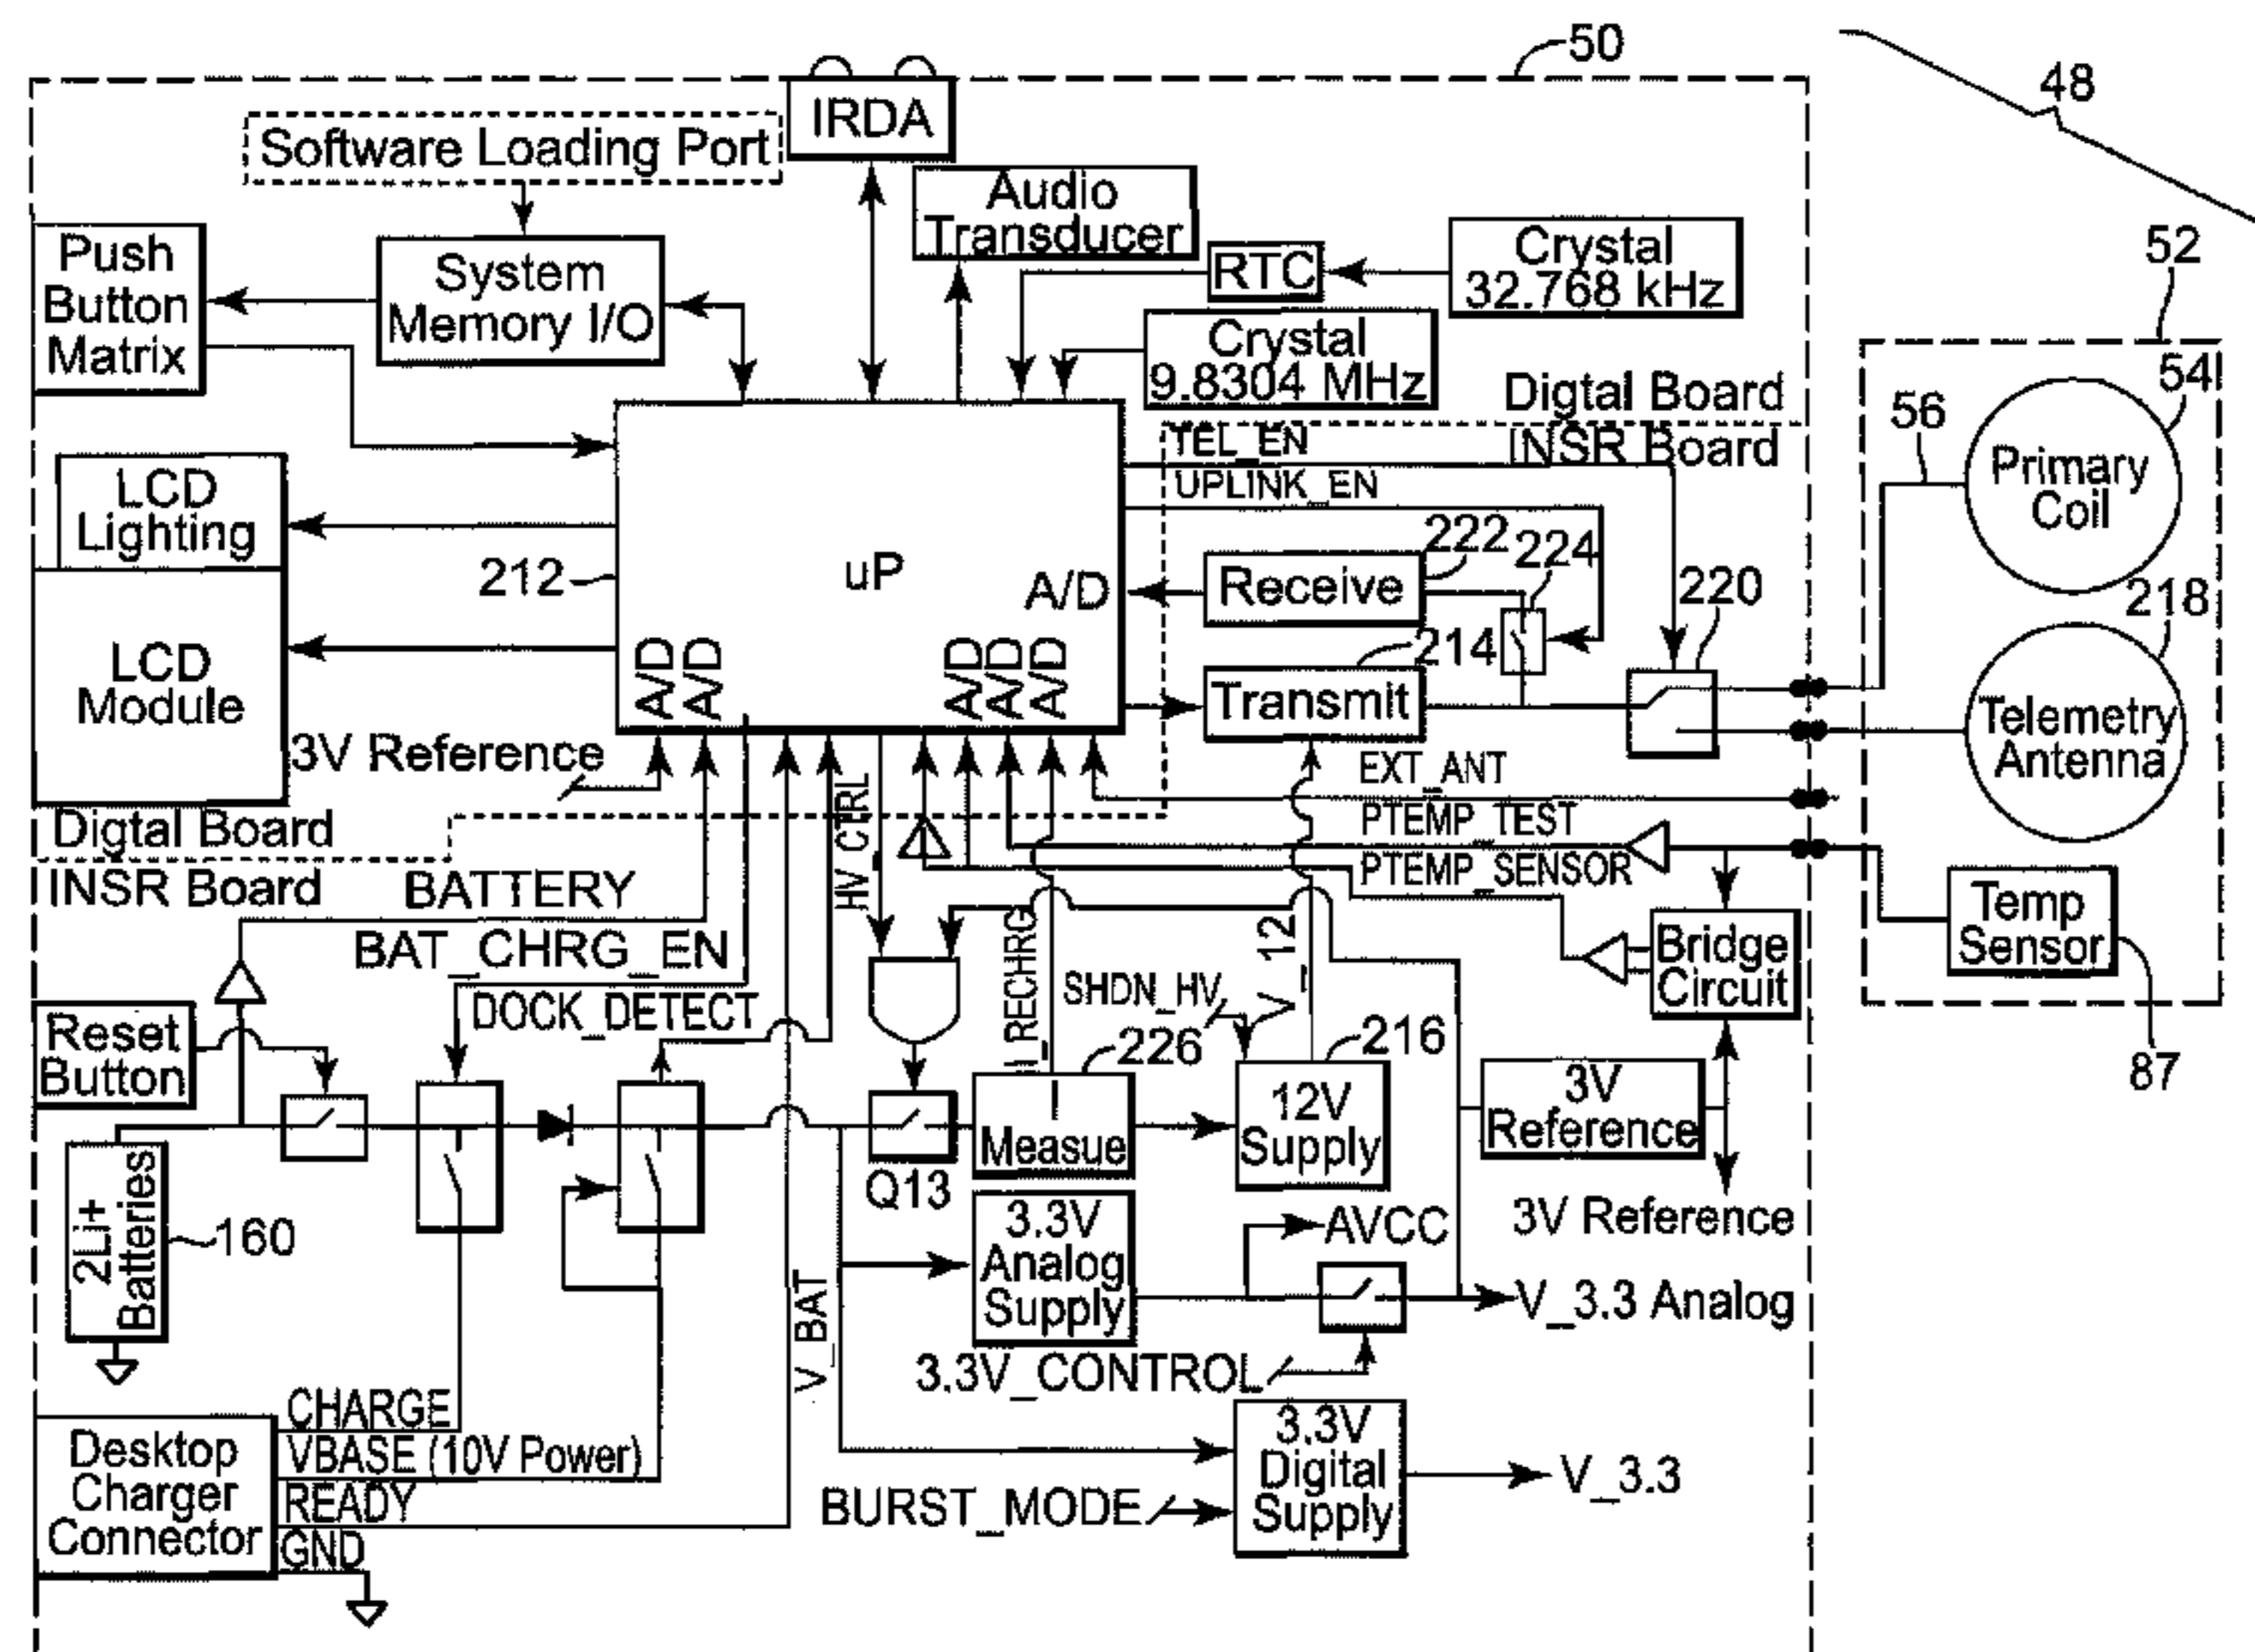 50
48
IRDA
Software Loading Port
Audio
Transducer
Push
Button
Matrix
System
Memory I/O
RTC
Crystal
32.768 kHz
52
Crystal
9.8304 MHz
54
Digtal Board
INSR Board
TEL_EN
UPLINK_EN
56
Primary
Coil
LCD
Lighting
212
uP
A/D
222
224
Receive
220
218
LCD
Module
A/D
A/D
A/D
A/D
A/D
214
Transmit
Telemetry
Antenna
3V Reference
HV_CTRL
EXT_ANT
PTEMP_TEST
PTEMP_SENSOR
Digtal Board
INSR Board
BATTERY
BAT_CHRG_EN
DOCK_DETECT
I_RECHRG
SHDN_HV
V_12
Bridge
Circuit
Temp
Sensor
87
Reset
Button
226
216
I
Measue
12V
Supply
3V
Reference
Q13
2Li+
Batteries
160
3.3V
Analog
Supply
AVCC
3V Reference
V_3.3 Analog
V_BAT
3.3V_CONTROL
Desktop
Charger
Connector
CHARGE
VBASE (10V Power)
READY
GND
3.3V
Digital
Supply
V_3.3
BURST_MODE